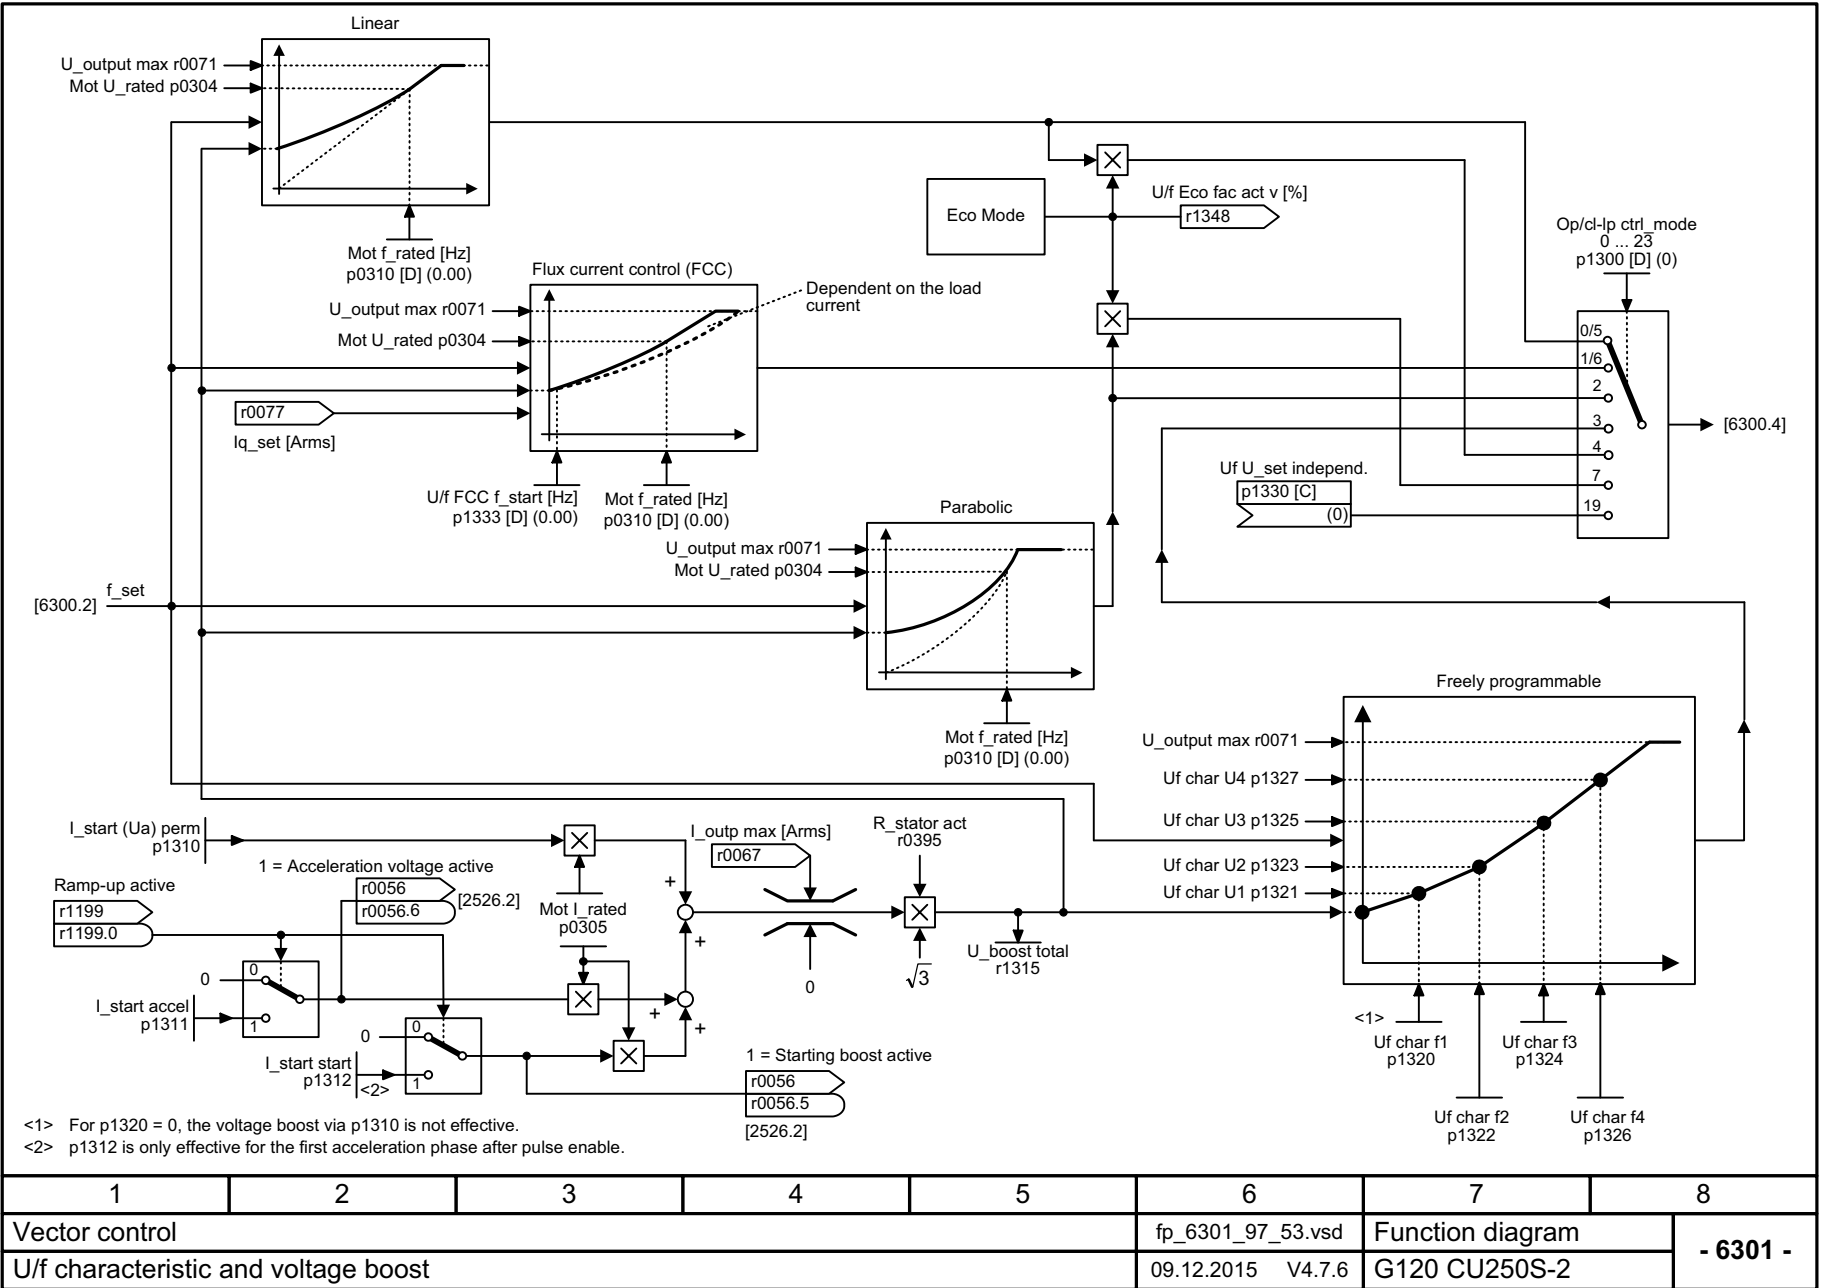 Linear
U_output max r0071
Mot U_rated p0304
Mot f_rated [Hz]
p0310 [D] (0.00)
Flux current control (FCC)
U_output max r0071
Mot U_rated p0304
Dependent on the load
current
r0077
Iq_set [Arms]
U/f FCC f_start [Hz]
p1333 [D] (0.00)
Mot f_rated [Hz]
p0310 [D] (0.00)
Eco Mode
U/f Eco fac act v [%]
r1348
Op/cl-lp ctrl_mode
0 ... 23
p1300 [D] (0)
0/5
1/6
2
3
4
7
19
[6300.4]
Uf U_set independ.
p1330 [C]
(0)
Parabolic
U_output max r0071
Mot U_rated p0304
Mot f_rated [Hz]
p0310 [D] (0.00)
[6300.2]
f_set
Freely programmable
U_output max r0071
Uf char U4 p1327
Uf char U3 p1325
Uf char U2 p1323
Uf char U1 p1321
<1>
Uf char f1
p1320
Uf char f3
p1324
Uf char f2
p1322
Uf char f4
p1326
I_start (Ua) perm
p1310
1 = Acceleration voltage active
r0056
r0056.6
[2526.2]
Ramp-up active
r1199
r1199.0
0
0
1
I_start accel
p1311
0
0
1
I_start start
p1312
<2>
Mot I_rated
p0305
+
+
+
+
I_outp max [Arms]
r0067
0
R_stator act
r0395
√3
U_boost total
r1315
1 = Starting boost active
r0056
r0056.5
[2526.2]
<1> For p1320 = 0, the voltage boost via p1310 is not effective.
<2> p1312 is only effective for the first acceleration phase after pulse enable.
1 2 3 4 5 6 7 8
Vector control
fp_6301_97_53.vsd
Function diagram
- 6301 -
U/f characteristic and voltage boost
09.12.2015 V4.7.6
G120 CU250S-2